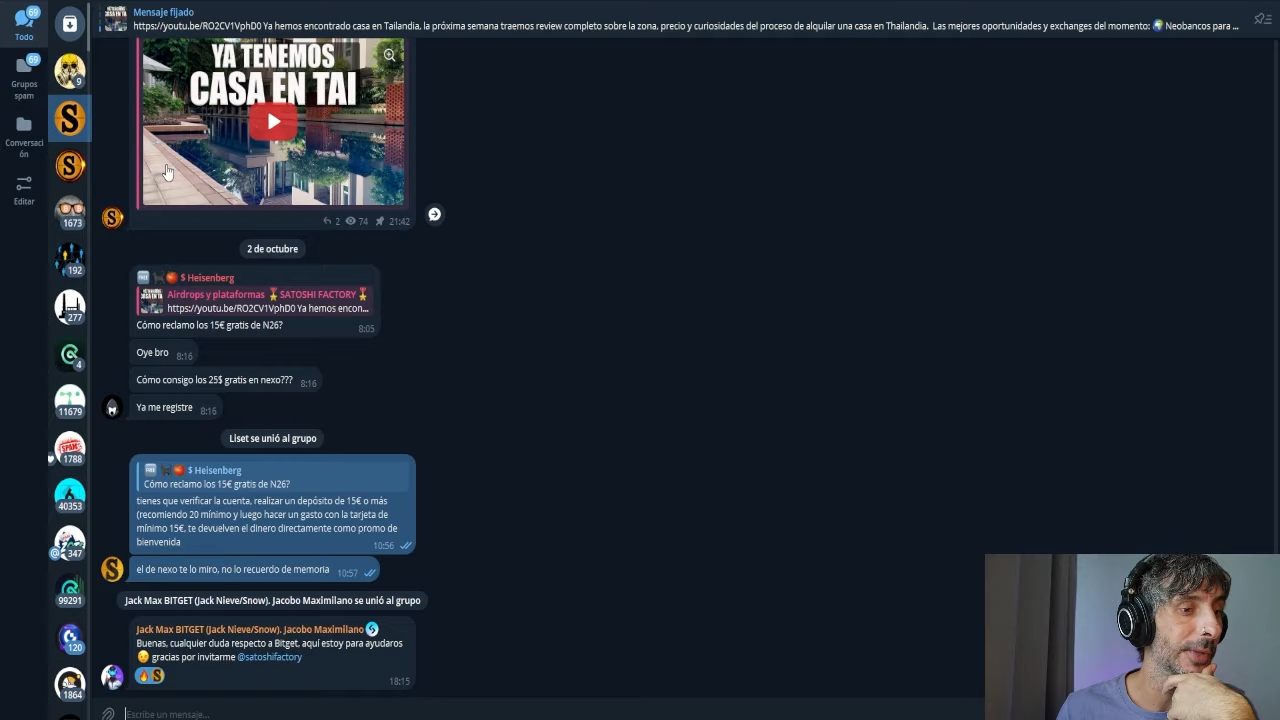 69
Todo
69
Grupos
spam
Conversaci
ón
Editar
9
1673
192
277
4
11679
1788
40353
347
99291
120
1864
Mensaje fijado
https://youtu.be/RO2CV1VphD0 Ya hemos encontrado casa en Tailandia, la próxima semana traemos review completo sobre la zona, precio y curiosidades del proceso de alquilar una casa en Thailandia. Las mejores oportunidades y exchanges del momento: 🌍 Neobancos para ...
YA TENEMOS
CASA EN TAI
2 74 21:42
2 de octubre
FREE $ Heisenberg
Airdrops y plataformas 🎖 SATOSHI FACTORY 🎖
https://youtu.be/RO2CV1VphD0 Ya hemos encon...
Cómo reclamo los 15€ gratis de N26? 8:05
Oye bro 8:16
Cómo consigo los 25$ gratis en nexo??? 8:16
Ya me registre 8:16
Liset se unió al grupo
FREE $ Heisenberg
Cómo reclamo los 15€ gratis de N26?
tienes que verificar la cuenta, realizar un depósito de 15€ o más
(recomiendo 20 mínimo y luego hacer un gasto con la tarjeta de
mínimo 15€, te devuelven el dinero directamente como promo de
bienvenida 10:56
el de nexo te lo miro, no lo recuerdo de memoria 10:57
Jack Max BITGET (Jack Nieve/Snow), Jacobo Maximilano se unió al grupo
Jack Max BITGET (Jack Nieve/Snow), Jacobo Maximilano
Buenas, cualquier duda respecto a Bitget, aquí estoy para ayudaros
😉 gracias por invitarme @satoshifactory
18:15
Escribe un mensaje...